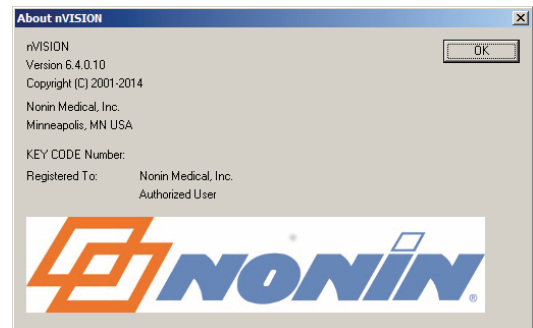 About nVISION
nVISION
Version 6.4.0.10
Copyright (C) 2001-2014
OK
Nonin Medical, Inc.
Minneapolis, MN USA
KEY CODE Number:
Registered To: Nonin Medical, Inc.
Authorized User
NONIN®